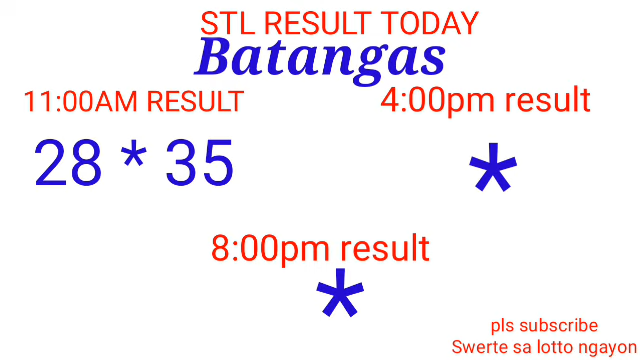 STL RESULT TODAY
Batangas
11:00AM RESULT
28 * 35
4:00pm result
*
8:00pm result
*
pls subscribe
Swerte sa lotto ngayon